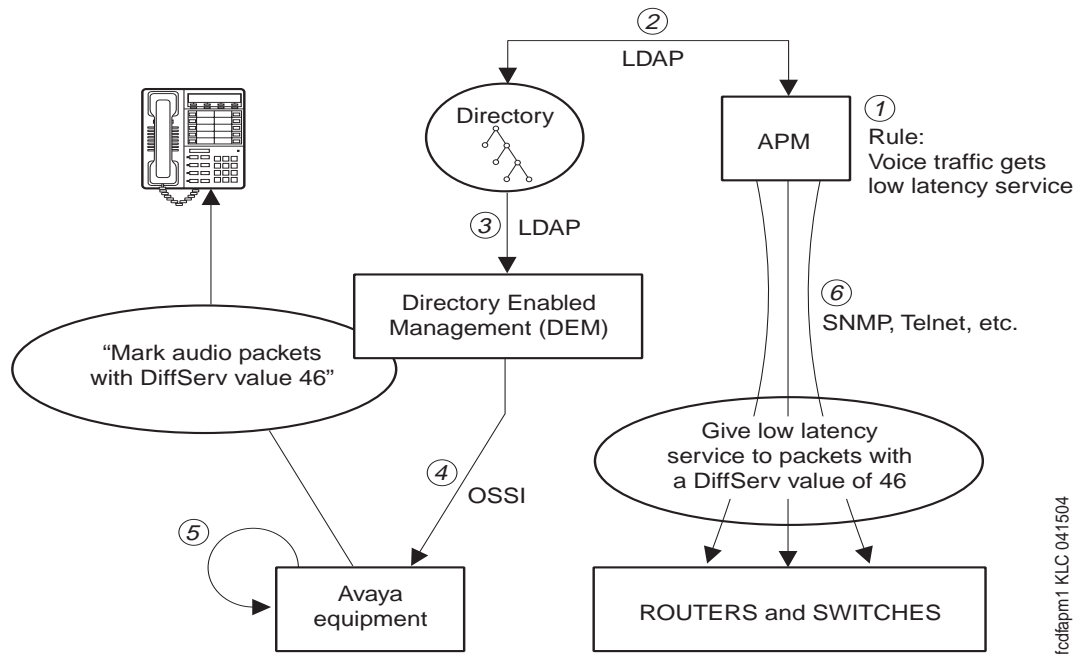 2
LDAP
Directory
APM
1
Rule:
Voice traffic gets
low latency service
3
LDAP
Directory Enabled
Management (DEM)
6
SNMP, Telnet, etc.
“Mark audio packets
with DiffServ value 46”
Give low latency
service to packets with
a DiffServ value of 46
4
OSSI
5
Avaya
equipment
ROUTERS and SWITCHES
fcdfapm1 KLC 041504